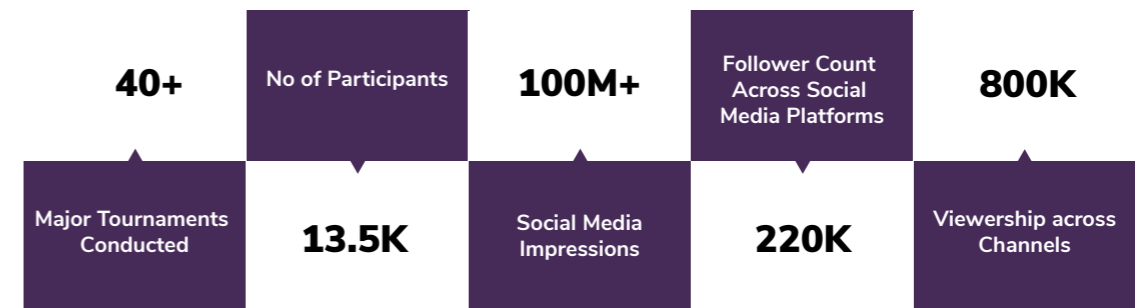 40+
Major Tournaments
Conducted
No of Participants
13.5K
100M+
Social Media
Impressions
Follower Count
Across Social
Media Platforms
220K
800K
Viewership across
Channels